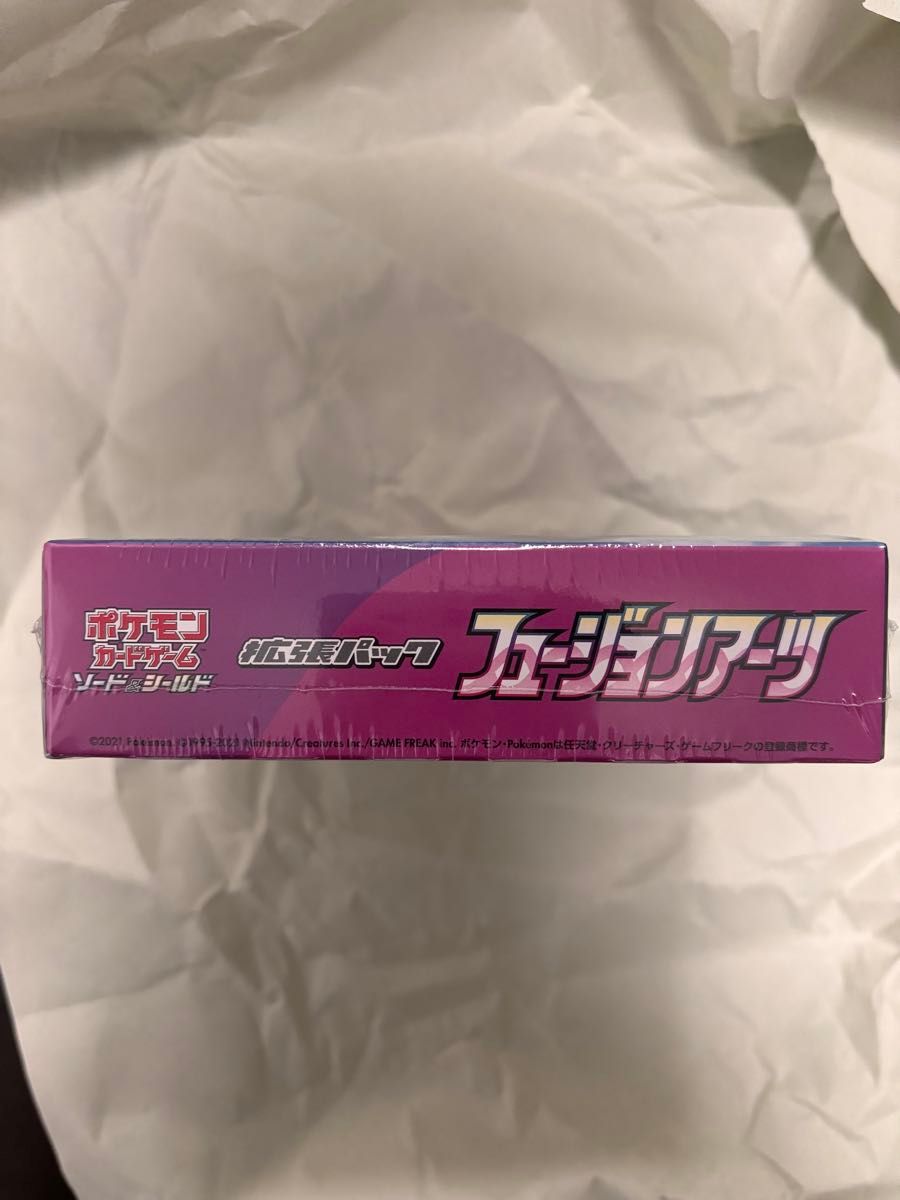 ポケモン
カードゲーム™
ソード&シールド
拡張パック
フュージョンアーツ
©2021 Pokémon. ©1995-2021 Nintendo/Creatures Inc./GAME FREAK inc. ポケモン・Pokémonは任天堂・クリーチャーズ・ゲームフリークの登録商標です。